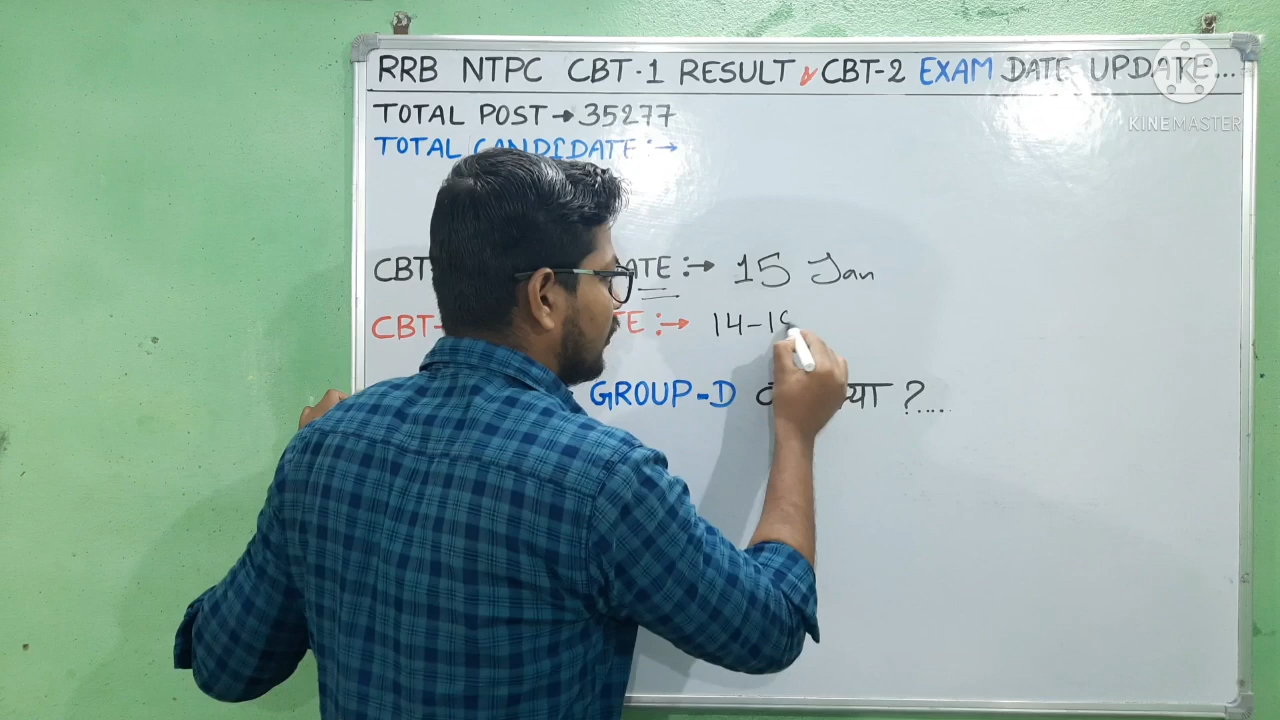 RRB NTPC CBT-1 RESULT & CBT-2 EXAM DATE UPDATE...
KINEMASTER
TOTAL POST → 35277
TOTAL CANDIDATE :→
CBT ATE :→ 15 Jan
CBT- TE :→ 14-1
GROUP-D ?....